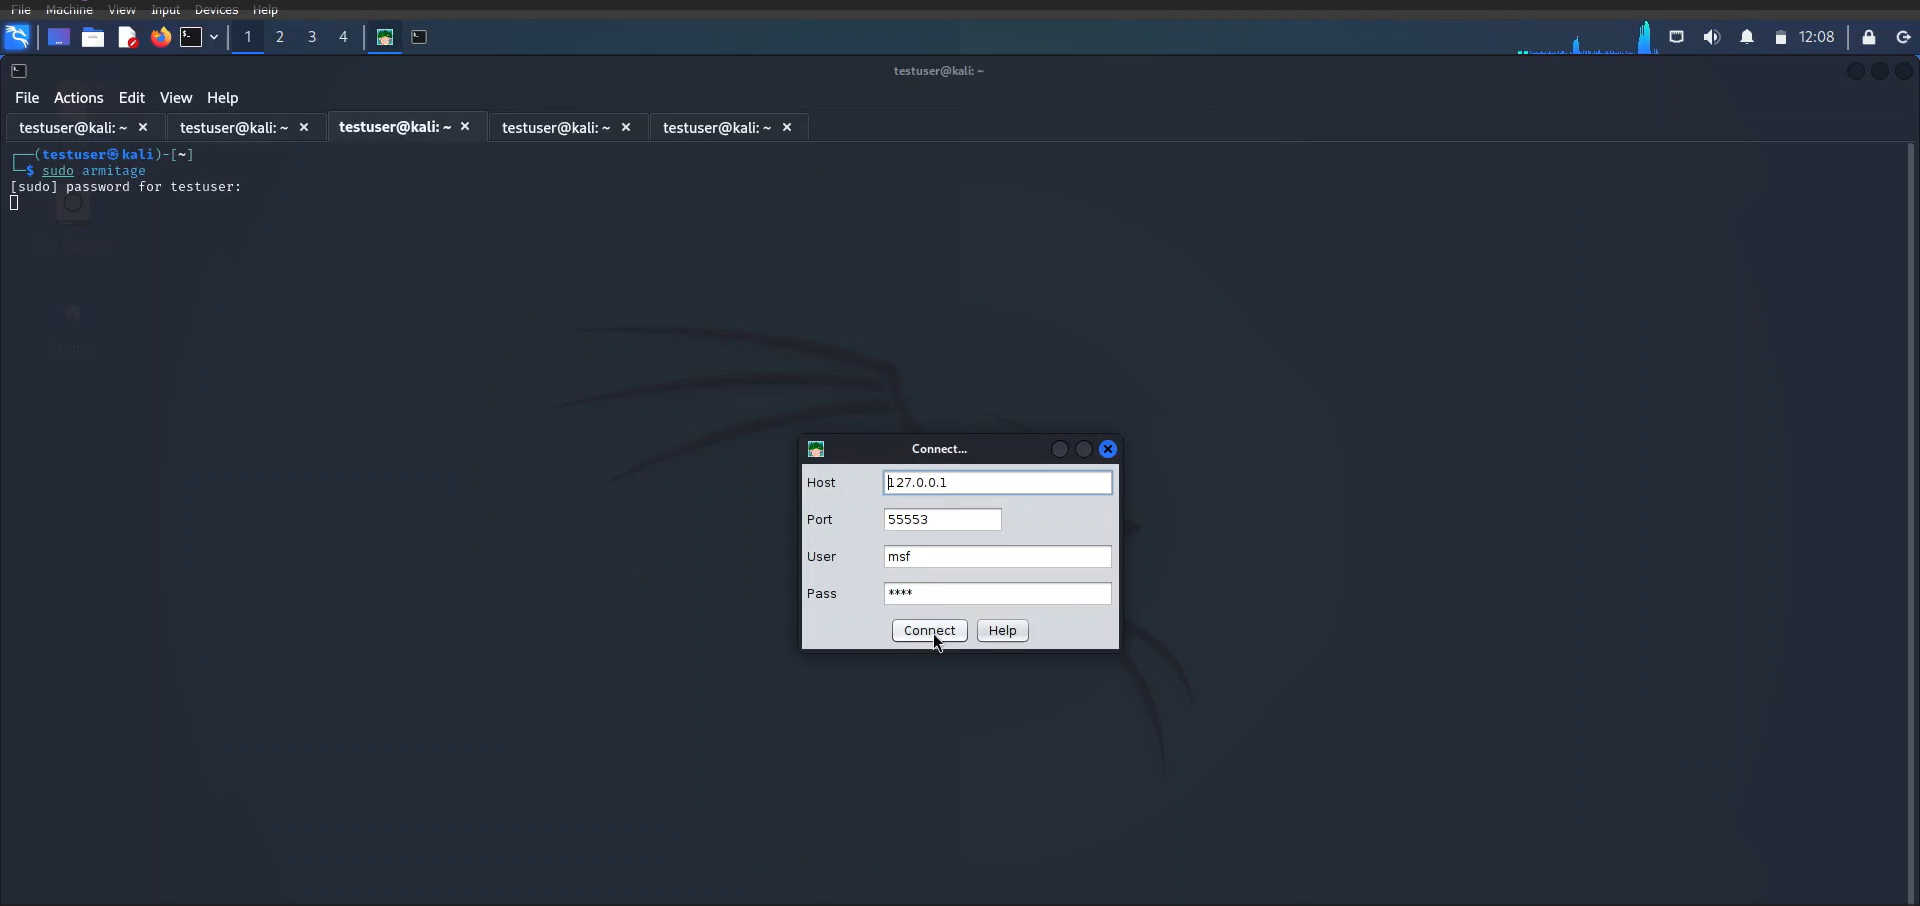 File Machine View Input Devices Help
1 2 3 4 12:08
testuser@kali: ~
File Actions Edit View Help
testuser@kali: ~ testuser@kali: ~ testuser@kali: ~ testuser@kali: ~ testuser@kali: ~
┌──(testuser㉿kali)-[~]
└─$ sudo armitage
[sudo] password for testuser:
Home
Connect...
Host 127.0.0.1
Port 55553
User msf
Pass ****
Connect Help